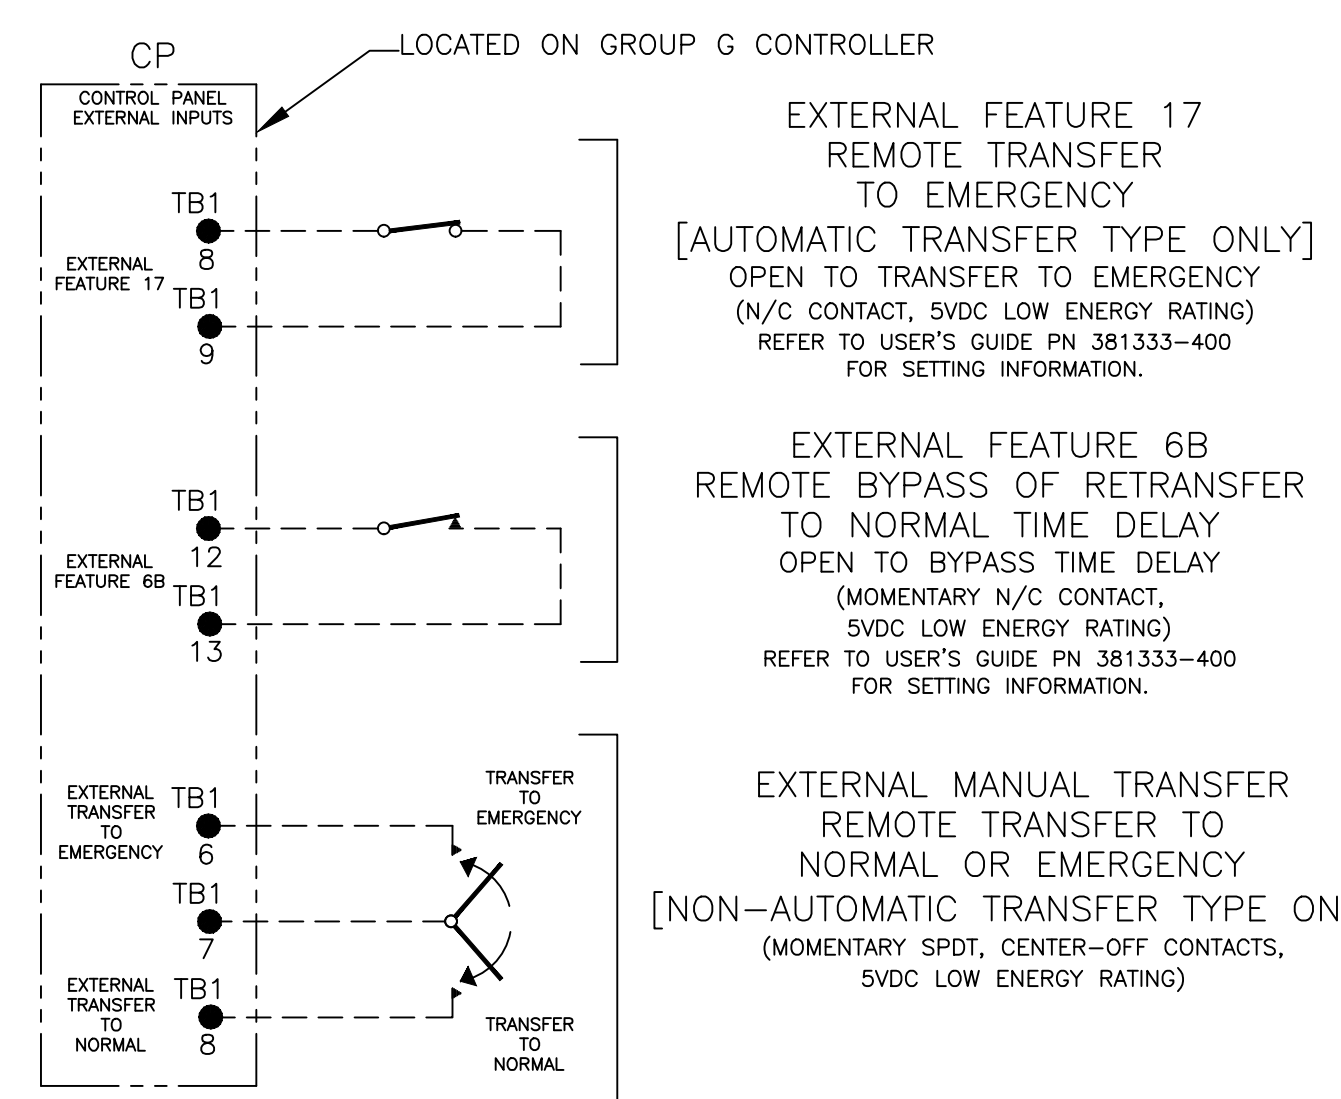 LOCATED ON GROUP G CONTROLLER
CP
CONTROL PANEL
EXTERNAL INPUTS
TB1
8
EXTERNAL
FEATURE 17
TB1
9
EXTERNAL FEATURE 17
REMOTE TRANSFER
TO EMERGENCY
[AUTOMATIC TRANSFER TYPE ONLY]
OPEN TO TRANSFER TO EMERGENCY
(N/C CONTACT, 5VDC LOW ENERGY RATING)
REFER TO USER'S GUIDE PN 381333-400
FOR SETTING INFORMATION.
TB1
12
EXTERNAL
FEATURE 6B
TB1
13
EXTERNAL FEATURE 6B
REMOTE BYPASS OF RETRANSFER
TO NORMAL TIME DELAY
OPEN TO BYPASS TIME DELAY
(MOMENTARY N/C CONTACT,
5VDC LOW ENERGY RATING)
REFER TO USER'S GUIDE PN 381333-400
FOR SETTING INFORMATION.
EXTERNAL
TRANSFER
TO
EMERGENCY
TB1
6
TB1
7
EXTERNAL
TRANSFER
TO
NORMAL
TB1
8
TRANSFER
TO
EMERGENCY
TRANSFER
TO
NORMAL
EXTERNAL MANUAL TRANSFER
REMOTE TRANSFER TO
NORMAL OR EMERGENCY
[NON-AUTOMATIC TRANSFER TYPE ON
(MOMENTARY SPDT, CENTER-OFF CONTACTS,
5VDC LOW ENERGY RATING)